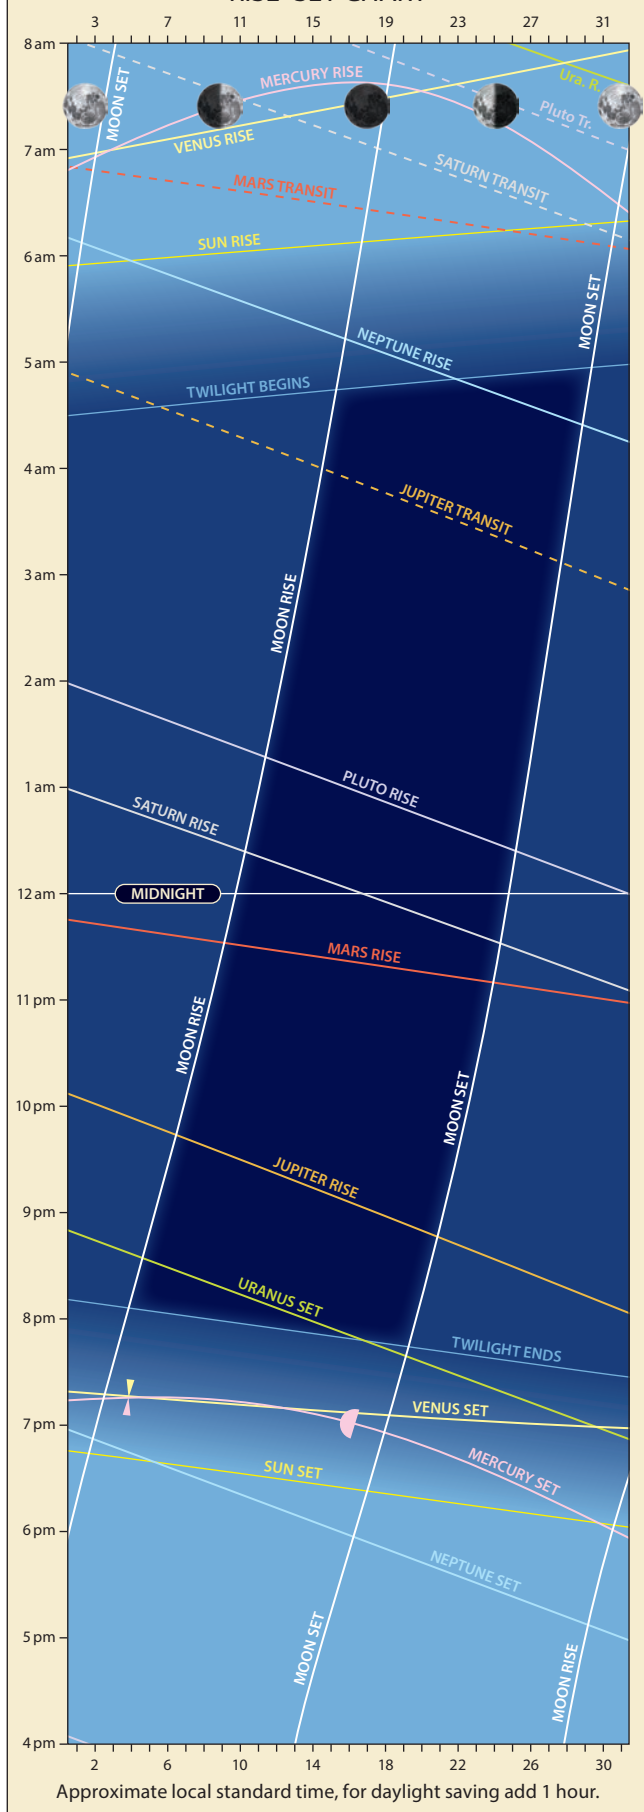 RISE-SET CHART
3 7 11 15 19 23 27 31
8 am
MOON SET
MERCURY RISE
Ura. R.
Pluto Tr.
VENUS RISE
7 am
SATURN TRANSIT
MARS TRANSIT
SUN RISE
6 am
MOON SET
NEPTUNE RISE
5 am
TWILIGHT BEGINS
4 am
JUPITER TRANSIT
3 am
MOON RISE
2 am
PLUTO RISE
1 am
SATURN RISE
12 am
MIDNIGHT
MARS RISE
11 pm
MOON RISE
10 pm
MOON SET
JUPITER RISE
9 pm
URANUS SET
8 pm
TWILIGHT ENDS
VENUS SET
7 pm
SUN SET
MERCURY SET
6 pm
NEPTUNE SET
5 pm
MOON SET
MOON RISE
4 pm
2 6 10 14 18 22 26 30
Approximate local standard time, for daylight saving add 1 hour.